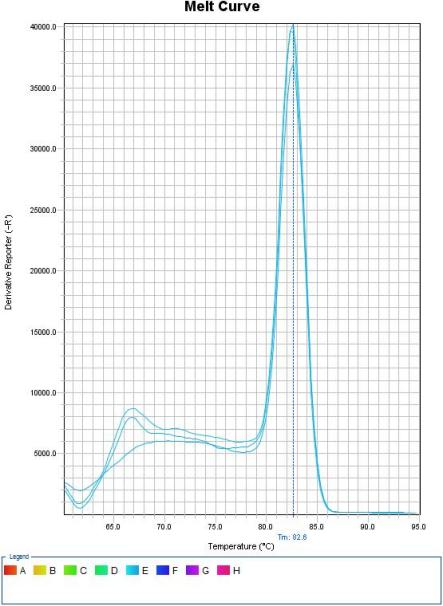 Melt Curve
40000.0
35000.0
30000.0
25000.0
20000.0
15000.0
10000.0
5000.0
Derivative Reporter (-R')
65.0 70.0 75.0 80.0 85.0 90.0 95.0
Tm: 82.6
Temperature (°C)
Legend
A B C D E F G H